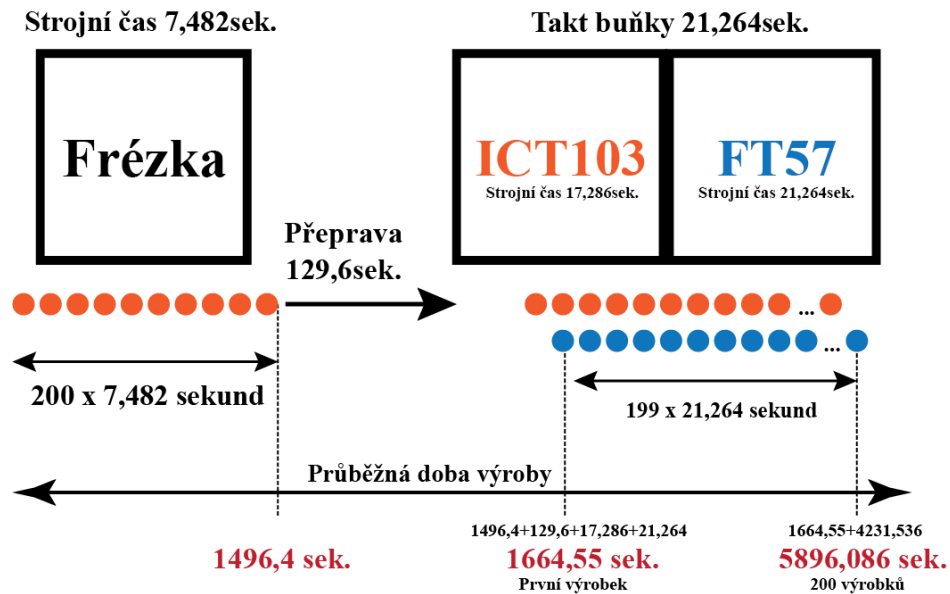 Strojní čas 7,482sek.
Takt buňky 21,264sek.
Frézka
ICT103
Strojní čas 17,286sek.
FT57
Strojní čas 21,264sek.
Přeprava
129,6sek.
...
...
200 x 7,482 sekund
199 x 21,264 sekund
Průběžná doba výroby
1496,4+129,6+17,286+21,264
1664,55+4231,536
1496,4 sek.
1664,55 sek.
5896,086 sek.
První výrobek
200 výrobků